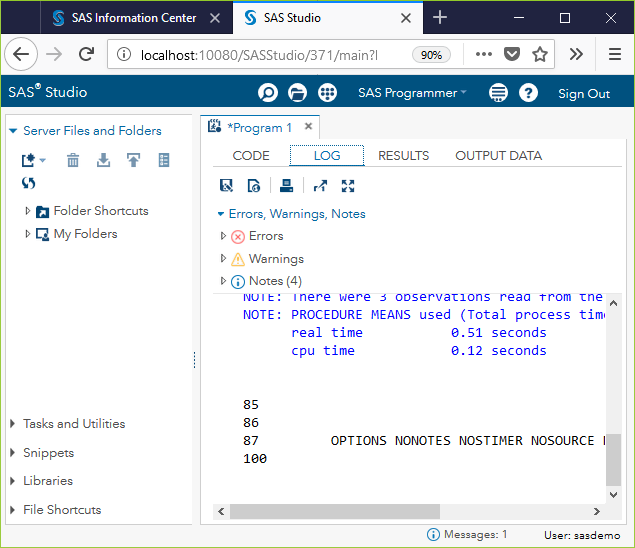 SAS Information Center
SAS Studio
localhost:10080/SASStudio/371/main?l
90%
SAS® Studio
SAS Programmer
Sign Out
Server Files and Folders
Folder Shortcuts
My Folders
Tasks and Utilities
Snippets
Libraries
File Shortcuts
*Program 1
CODE
LOG
RESULTS
OUTPUT DATA
Errors, Warnings, Notes
Errors
Warnings
Notes (4)
NOTE: There were 3 observations read from the
NOTE: PROCEDURE MEANS used (Total process time
real time 0.51 seconds
cpu time 0.12 seconds
85
86
87 OPTIONS NONOTES NOSTIMER NOSOURCE
100
Messages: 1
User: sasdemo